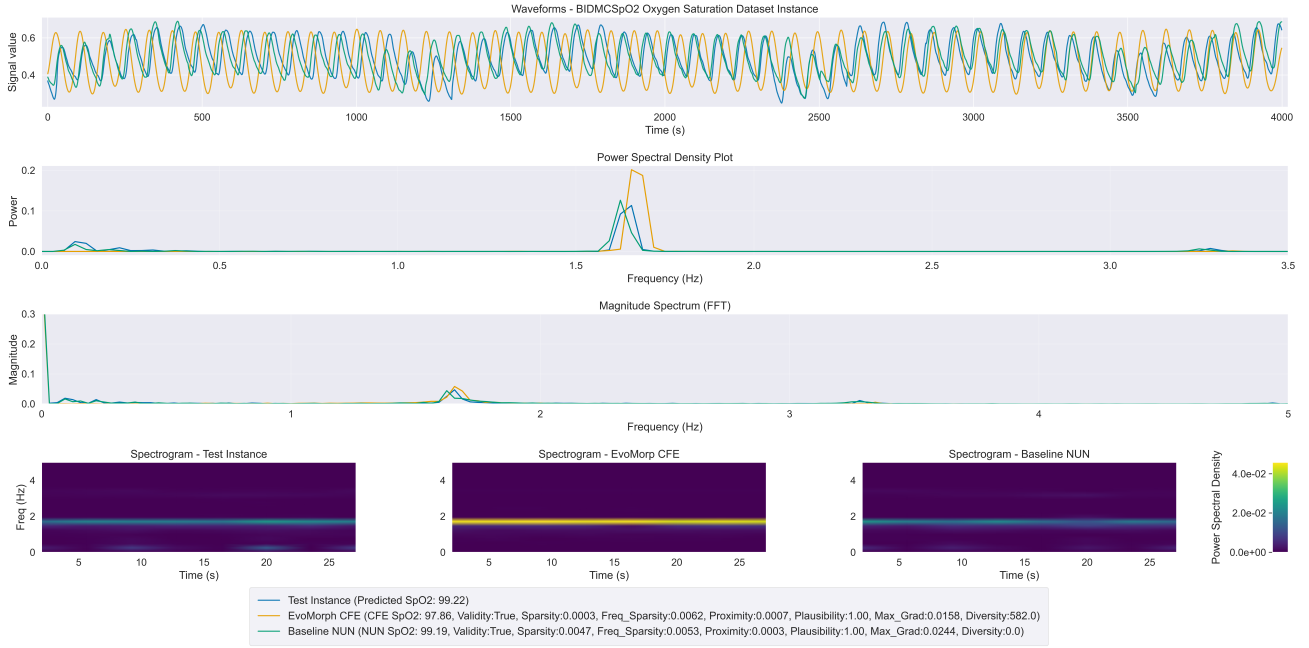 Waveforms - BIDMCSpO2 Oxygen Saturation Dataset Instance
Signal value
0.6
0.4
0 500 1000 1500 2000 2500 3000 3500 4000
Time (s)
Power Spectral Density Plot
Power
0.2
0.1
0.0
0.0 0.5 1.0 1.5 2.0 2.5 3.0 3.5
Frequency (Hz)
Magnitude Spectrum (FFT)
Magnitude
0.3
0.2
0.1
0.0
0 1 2 3 4 5
Frequency (Hz)
Spectrogram - Test Instance
Freq (Hz)
4
2
0
5 10 15 20 25
Time (s)
Spectrogram - EvoMorp CFE
4
2
0
5 10 15 20 25
Time (s)
Spectrogram - Baseline NUN
4
2
0
5 10 15 20 25
Time (s)
Power Spectral Density
4.0e-02
2.0e-02
0.0e+00
Test Instance (Predicted SpO2: 99.22)
EvoMorph CFE (CFE SpO2: 97.86, Validity:True, Sparsity:0.0003, Freq_Sparsity:0.0062, Proximity:0.0007, Plausibility:1.00, Max_Grad:0.0158, Diversity:582.0)
Baseline NUN (NUN SpO2: 99.19, Validity:True, Sparsity:0.0047, Freq_Sparsity:0.0053, Proximity:0.0003, Plausibility:1.00, Max_Grad:0.0244, Diversity:0.0)